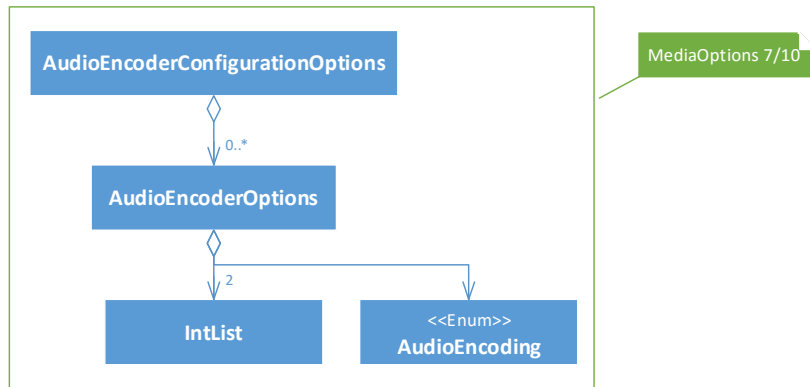 AudioEncoderConfigurationOptions
MediaOptions 7/10
0..*
AudioEncoderOptions
2
IntList
<<Enum>>
AudioEncoding